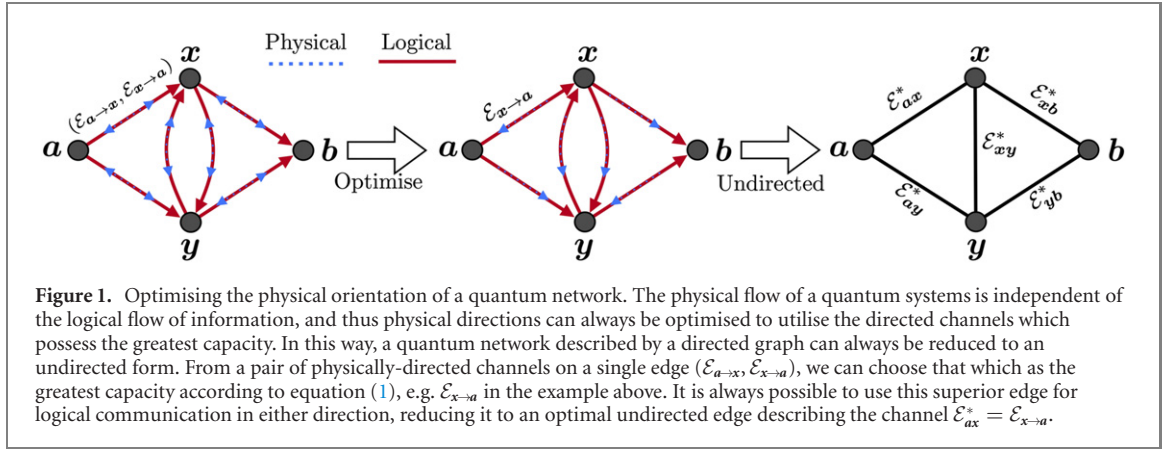 Physical Logical
x x x
(ℰ_{a→x}, ℰ_{x→a}) ℰ_{x→a} ℰ*_{ax} ℰ*_{xb}
a b a b a ℰ*_{xy} b
Optimise Undirected
ℰ*_{ay} ℰ*_{yb}
y y y
Figure 1. Optimising the physical orientation of a quantum network. The physical flow of a quantum systems is independent of
the logical flow of information, and thus physical directions can always be optimised to utilise the directed channels which
possess the greatest capacity. In this way, a quantum network described by a directed graph can always be reduced to an
undirected form. From a pair of physically-directed channels on a single edge (ℰ_{a→x}, ℰ_{x→a}), we can choose that which as the
greatest capacity according to equation (1), e.g. ℰ_{x→a} in the example above. It is always possible to use this superior edge for
logical communication in either direction, reducing it to an optimal undirected edge describing the channel ℰ*_{ax} = ℰ_{x→a}.